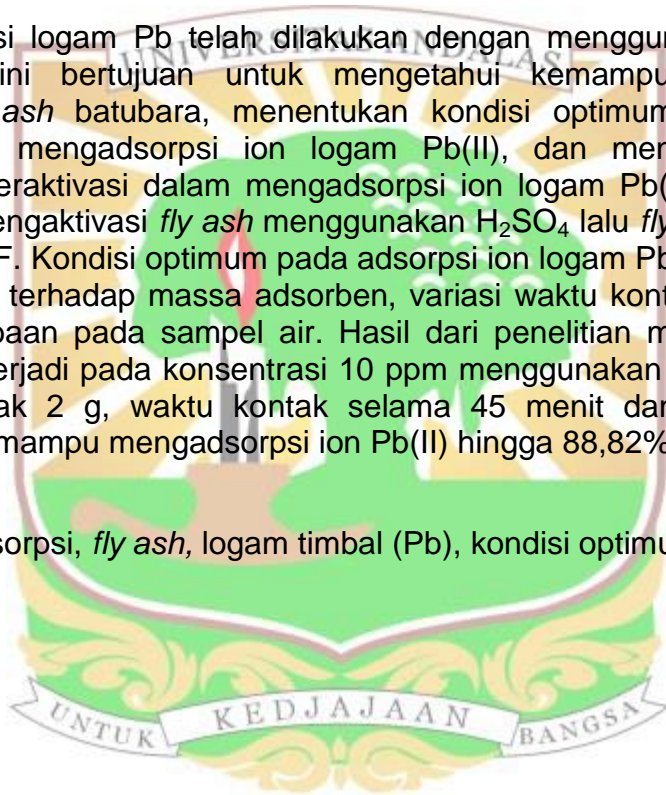 si logam Pb telah dilakukan dengan menggun
UNIVERSITAS ANDALAS
ini bertujuan untuk mengetahui kemampu
ash batubara, menentukan kondisi optimum
mengadsorpsi ion logam Pb(II), dan men
eraktivasi dalam mengadsorpsi ion logam Pb(
engaktivasi fly ash menggunakan H₂SO₄ lalu fly
F. Kondisi optimum pada adsorpsi ion logam Pb
terhadap massa adsorben, variasi waktu kont
baan pada sampel air. Hasil dari penelitian m
erjadi pada konsentrasi 10 ppm menggunakan
ak 2 g, waktu kontak selama 45 menit dar
mampu mengadsorpsi ion Pb(II) hingga 88,82%
sorpsi, fly ash, logam timbal (Pb), kondisi optimu
UNTUK KEDJAJAAN BANGSA